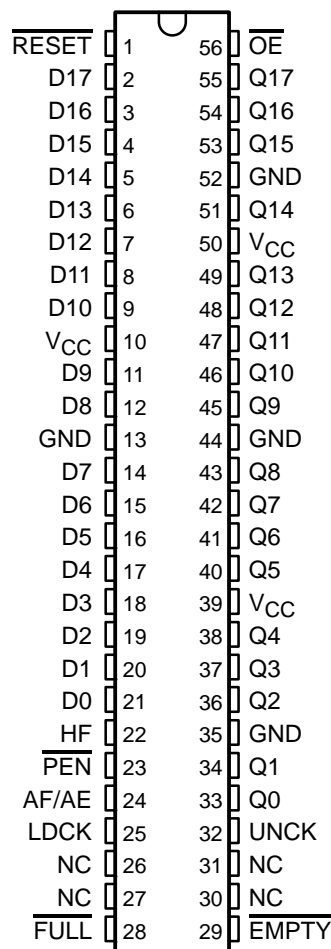 RESET 1 56 OE
D17 2 55 Q17
D16 3 54 Q16
D15 4 53 Q15
D14 5 52 GND
D13 6 51 Q14
D12 7 50 VCC
D11 8 49 Q13
D10 9 48 Q12
VCC 10 47 Q11
D9 11 46 Q10
D8 12 45 Q9
GND 13 44 GND
D7 14 43 Q8
D6 15 42 Q7
D5 16 41 Q6
D4 17 40 Q5
D3 18 39 VCC
D2 19 38 Q4
D1 20 37 Q3
D0 21 36 Q2
HF 22 35 GND
PEN 23 34 Q1
AF/AE 24 33 Q0
LDCK 25 32 UNCK
NC 26 31 NC
NC 27 30 NC
FULL 28 29 EMPTY